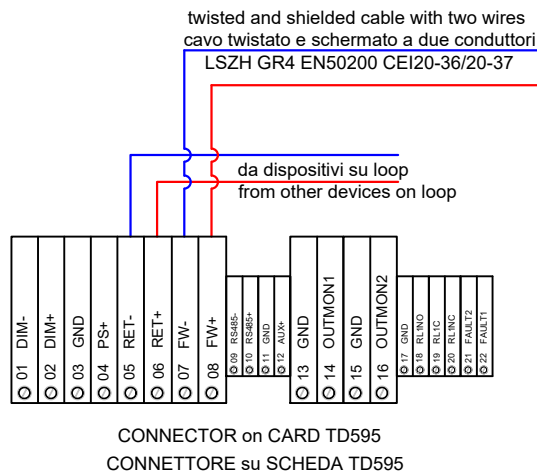 twisted and shielded cable with two wires
cavo twistato e schermato a due conduttori
LSZH GR4 EN50200 CEI20-36/20-37
da dispositivi su loop
from other devices on loop
01 DIM-
02 DIM+
03 GND
04 PS+
05 RET-
06 RET+
07 FW-
08 FW+
09 RS485-
10 RS485+
11 GND
12 AUX+
13 GND
14 OUTMON1
15 GND
16 OUTMON2
17 GND
18 RL1NO
19 RL1C
20 RL1NC
21 FAULT2
22 FAULT1
CONNECTOR on CARD TD595
CONNETTORE su SCHEDA TD595